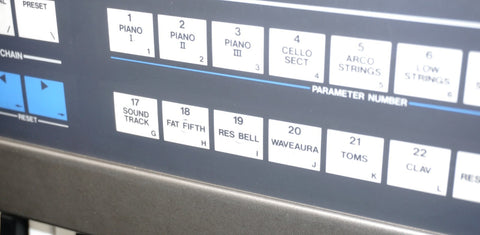 PRESET
\
\
CHAIN
RESET
1
PIANO
I
1
2
PIANO
II
2
3
PIANO
III
3
4
CELLO
SECT
4
5
ARCO
STRINGS
5
6
LOW
STRINGS
6
PARAMETER NUMBER
17
SOUND
TRACK
G
18
FAT FIFTH
H
19
RES BELL
I
20
WAVEAURA
J
21
TOMS
K
22
CLAV
L
RES